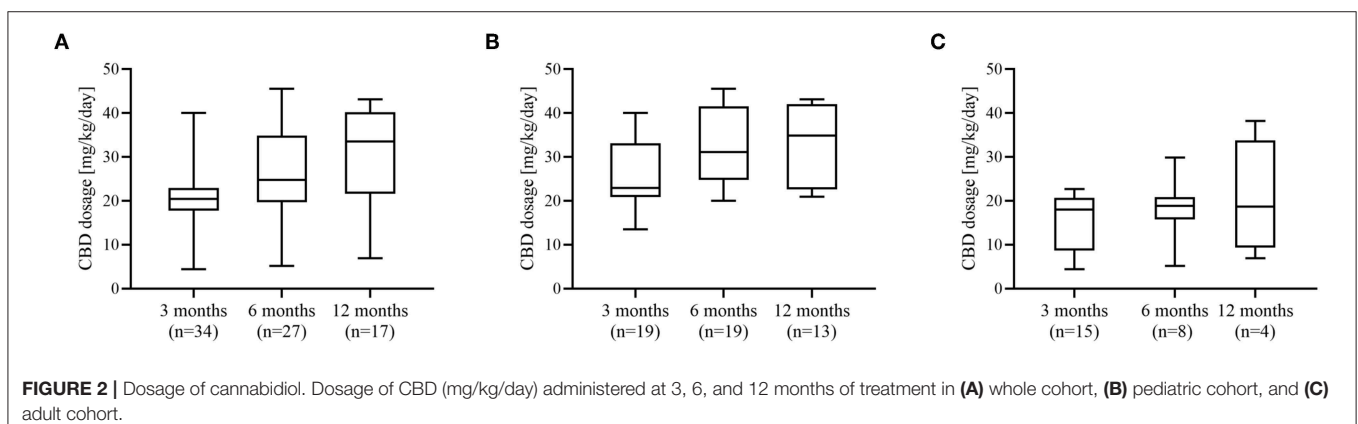 A
B
C
CBD dosage [mg/kg/day]
50
40
30
20
10
0
3 months
(n=34)
6 months
(n=27)
12 months
(n=17)
CBD dosage [mg/kg/day]
50
40
30
20
10
0
3 months
(n=19)
6 months
(n=19)
12 months
(n=13)
CBD dosage [mg/kg/day]
50
40
30
20
10
0
3 months
(n=15)
6 months
(n=8)
12 months
(n=4)
FIGURE 2 | Dosage of cannabidiol. Dosage of CBD (mg/kg/day) administered at 3, 6, and 12 months of treatment in (A) whole cohort, (B) pediatric cohort, and (C)
adult cohort.